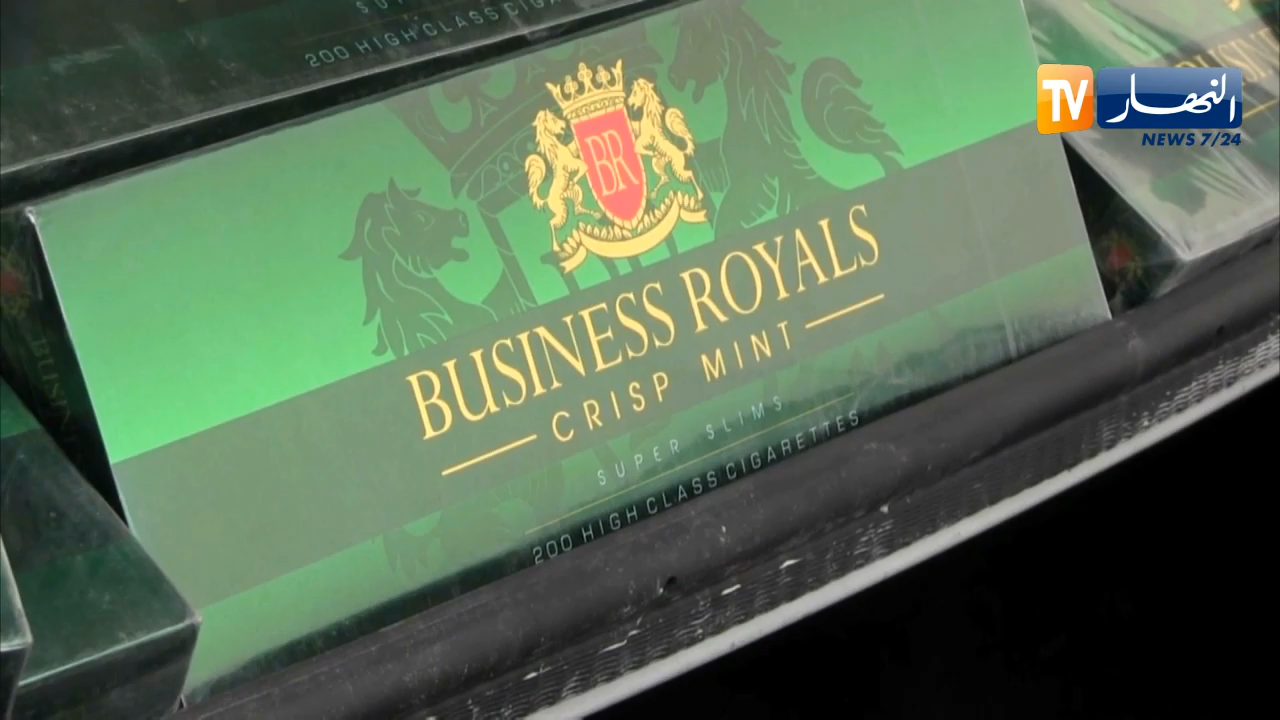 200 HIGH CLASS CIGA
TV النهار
NEWS 7/24
BR
BUSINESS ROYALS
CRISP MINT
SUPER SLIMS
200 HIGH CLASS CIGARETTES